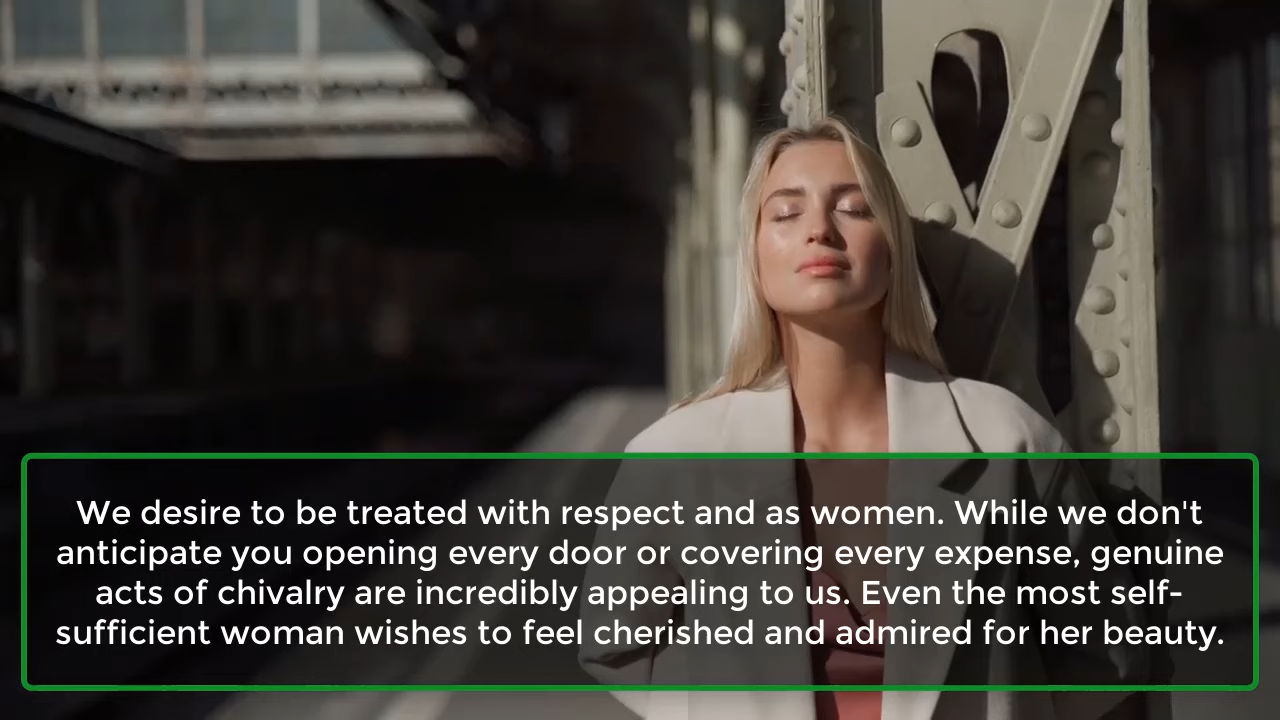 We desire to be treated with respect and as women. While we don't
anticipate you opening every door or covering every expense, genuine
acts of chivalry are incredibly appealing to us. Even the most self-
sufficient woman wishes to feel cherished and admired for her beauty.